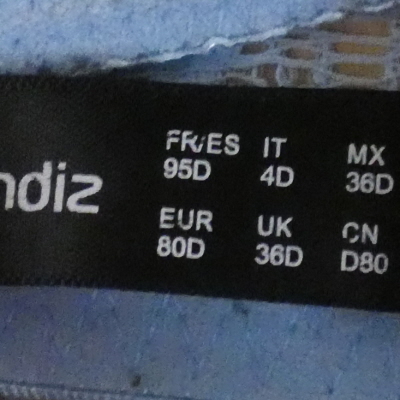 ndiz
FR/ES IT MX
95D 4D 36D
EUR UK CN
80D 36D D80